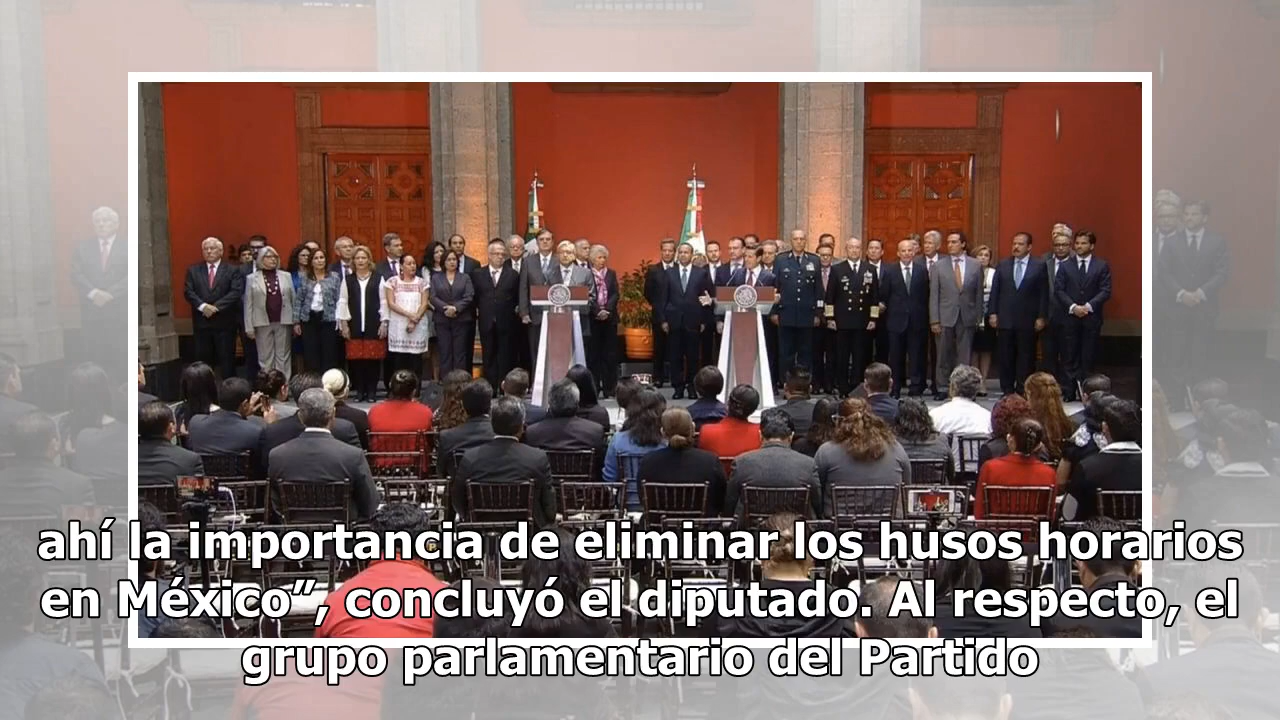 ahí la importancia de eliminar los husos horarios
en México”, concluyó el diputado. Al respecto, el
grupo parlamentario del Partido